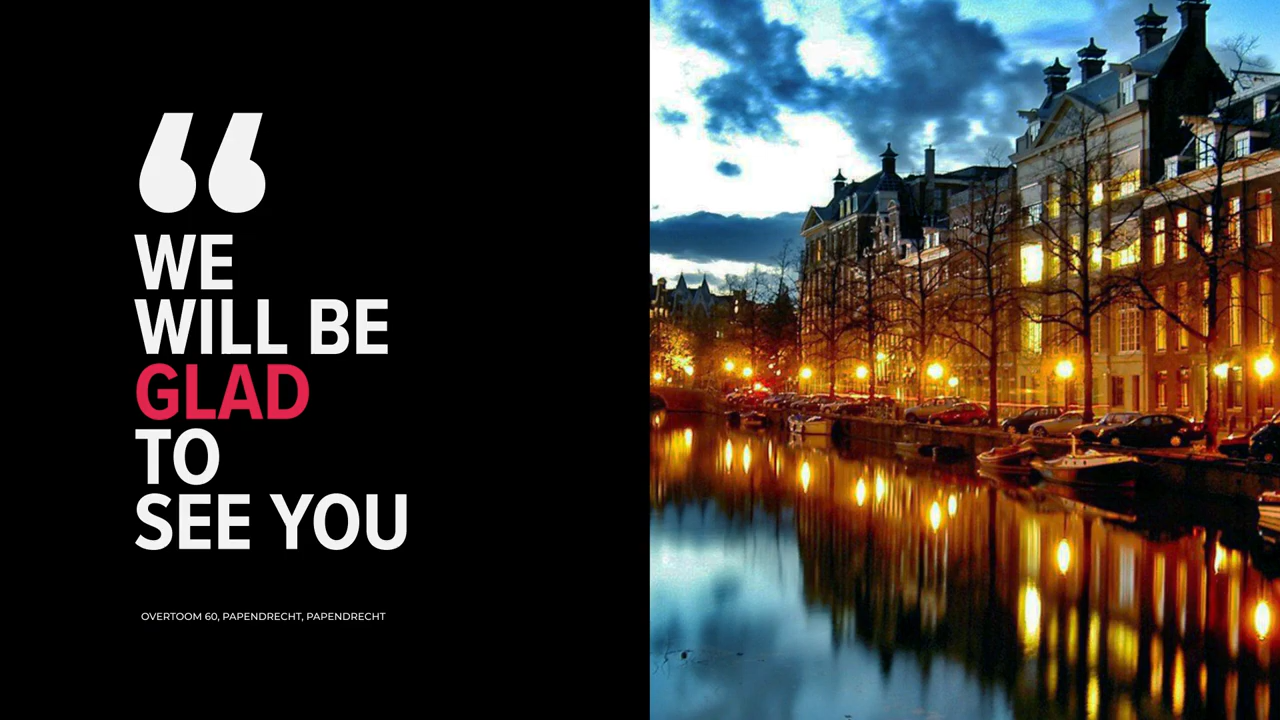 “
WE
WILL BE
GLAD
TO
SEE YOU
OVERTOOM 60, PAPENDRECHT, PAPENDRECHT